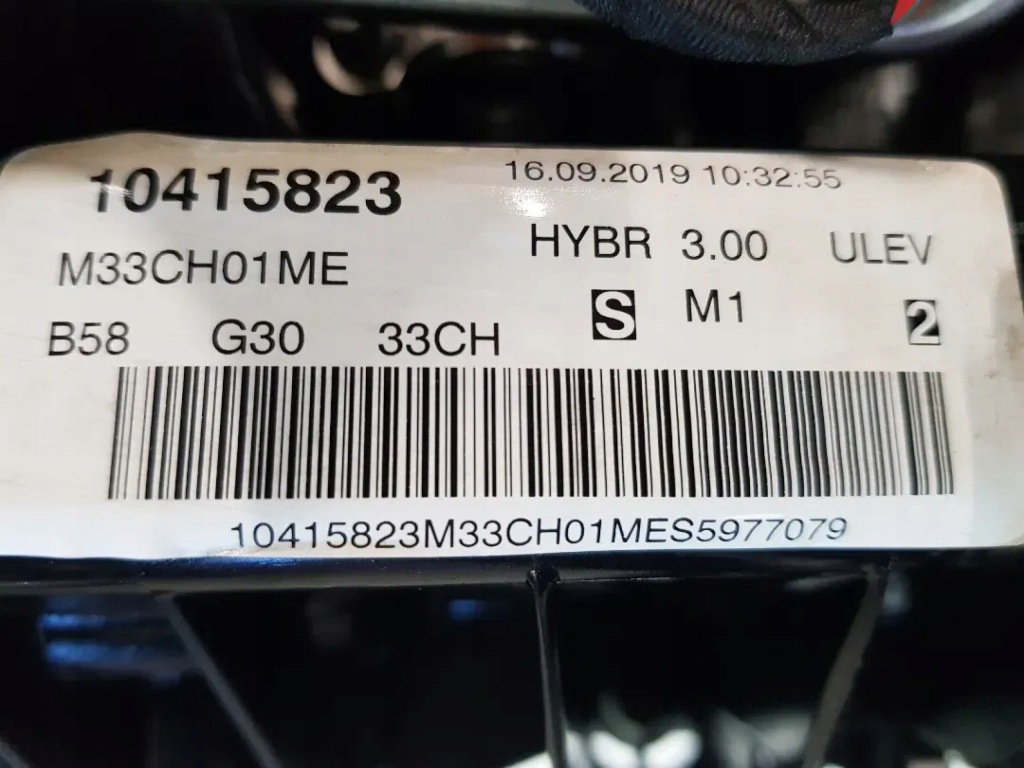 10415823 16.09.2019 10:32:55
M33CH01ME HYBR 3.00 ULEV
B58 G30 33CH S M1 2
10415823M33CH01MES5977079